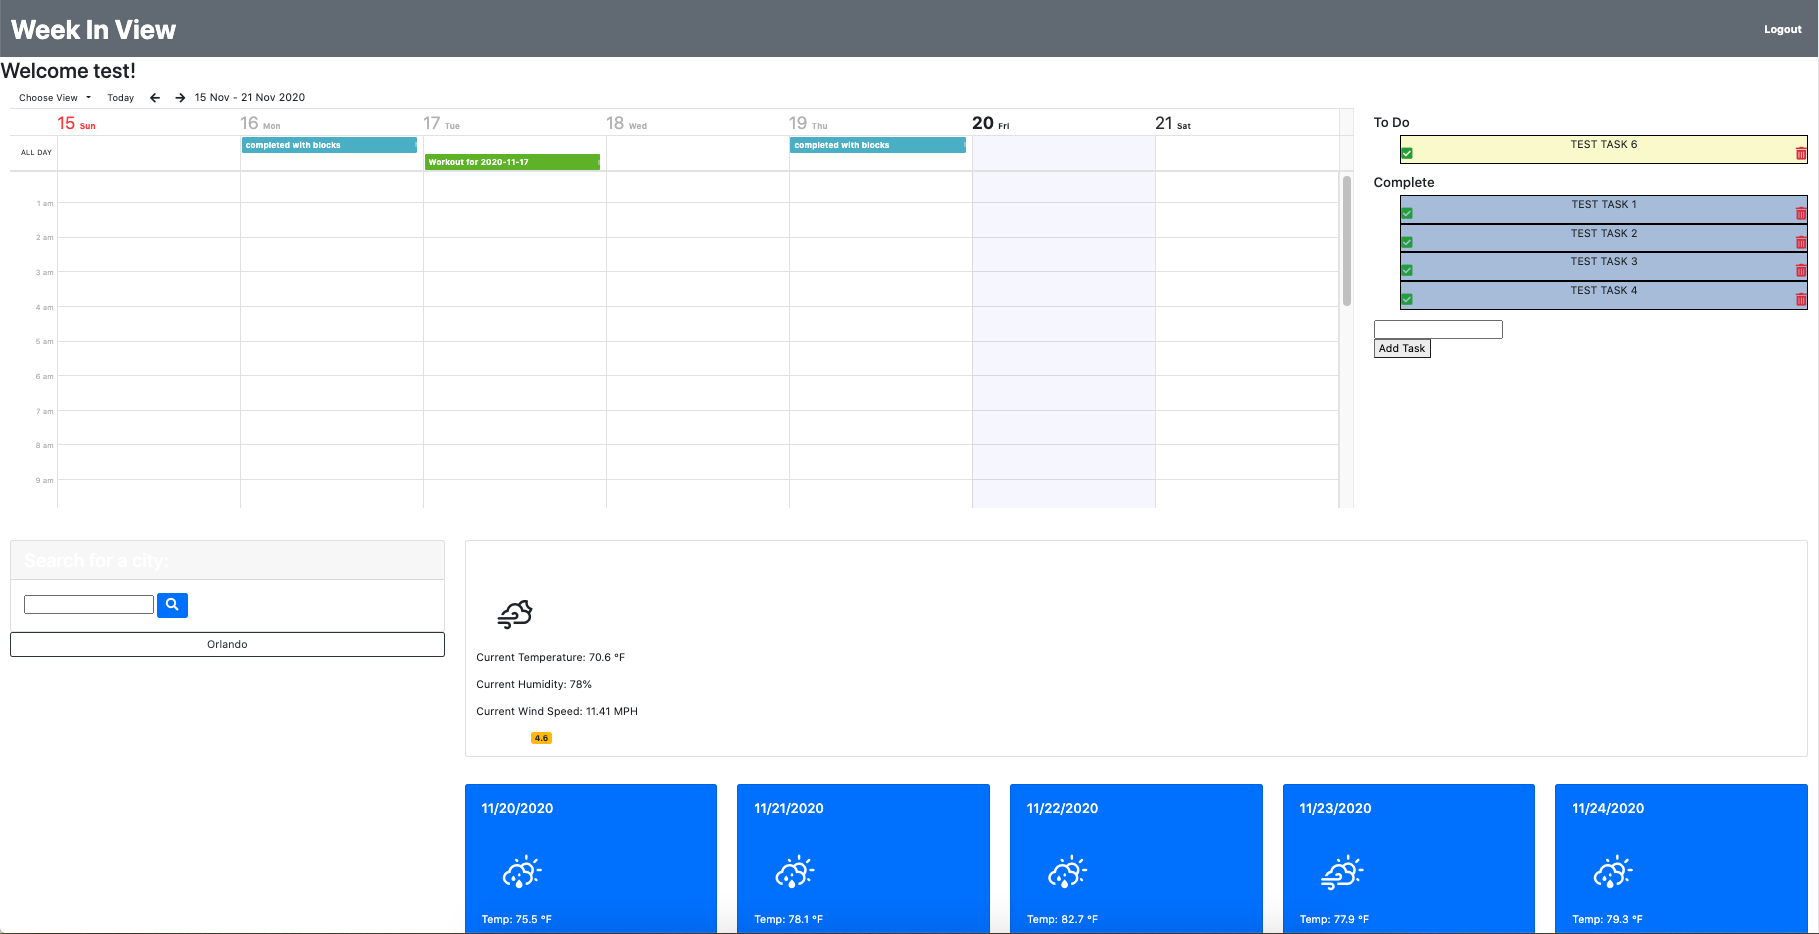 Week In View
Logout
Welcome test!
Choose View
Today
15 Nov - 21 Nov 2020
15 Sun
16 Mon
17 Tue
18 Wed
19 Thu
20 Fri
21 Sat
ALL DAY
completed with blocks
completed with blocks
Workout for 2020-11-17
1 am
2 am
3 am
4 am
5 am
6 am
7 am
8 am
9 am
To Do
TEST TASK 6
Complete
TEST TASK 1
TEST TASK 2
TEST TASK 3
TEST TASK 4
Add Task
Search for a city:
Orlando
Current Temperature: 70.6 °F
Current Humidity: 78%
Current Wind Speed: 11.41 MPH
4.6
11/20/2020
Temp: 75.5 °F
11/21/2020
Temp: 78.1 °F
11/22/2020
Temp: 82.7 °F
11/23/2020
Temp: 77.9 °F
11/24/2020
Temp: 79.3 °F